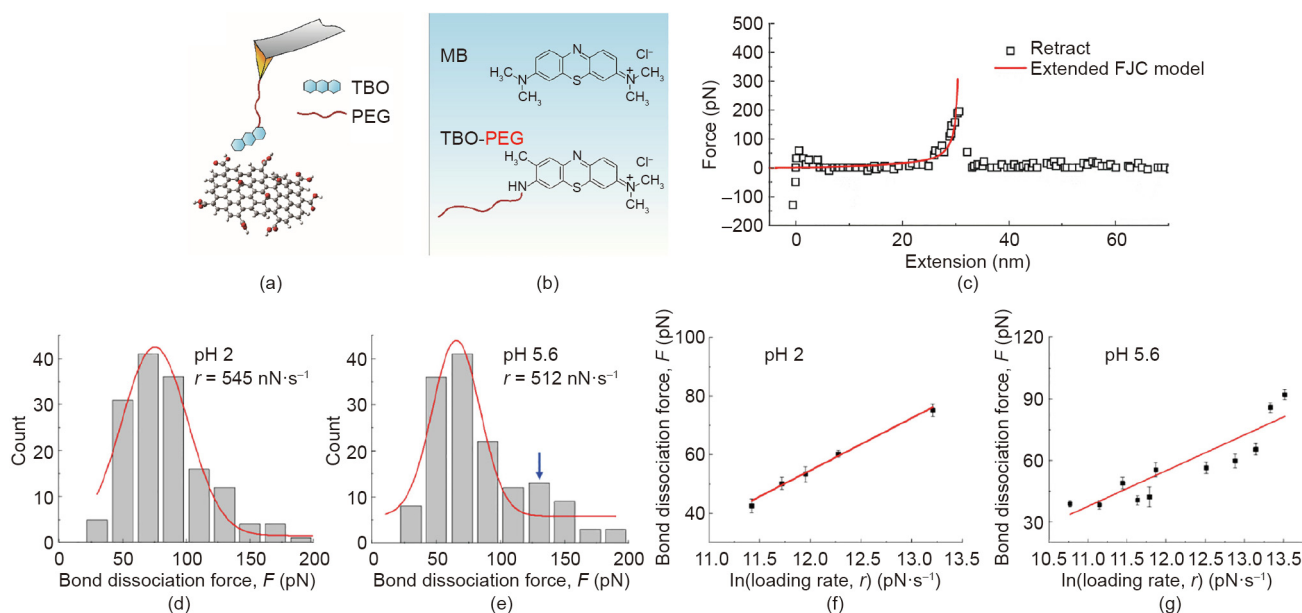 TBO
PEG
(a)
MB
N
Cl⁻
H₃C
N
CH₃
S
N⁺
CH₃
CH₃
TBO-PEG
H₃C
N
Cl⁻
HN
S
N⁺
CH₃
CH₃
(b)
500
400
300
200
100
0
−100
−200
Force (pN)
Retract
Extended FJC model
0 20 40 60
Extension (nm)
(c)
40
30
20
10
0
Count
pH 2
r = 545 nN·s⁻¹
50 100 150 200
Bond dissociation force, F (pN)
(d)
40
30
20
10
0
Count
pH 5.6
r = 512 nN·s⁻¹
0 50 100 150 200
Bond dissociation force, F (pN)
(e)
100
80
60
40
Bond dissociation force, F (pN)
pH 2
11.0 11.5 12.0 12.5 13.0 13.5
ln(loading rate, r) (pN·s⁻¹)
(f)
120
90
60
30
Bond dissociation force, F (pN)
pH 5.6
10.5 11.0 11.5 12.0 12.5 13.0 13.5
ln(loading rate, r) (pN·s⁻¹)
(g)